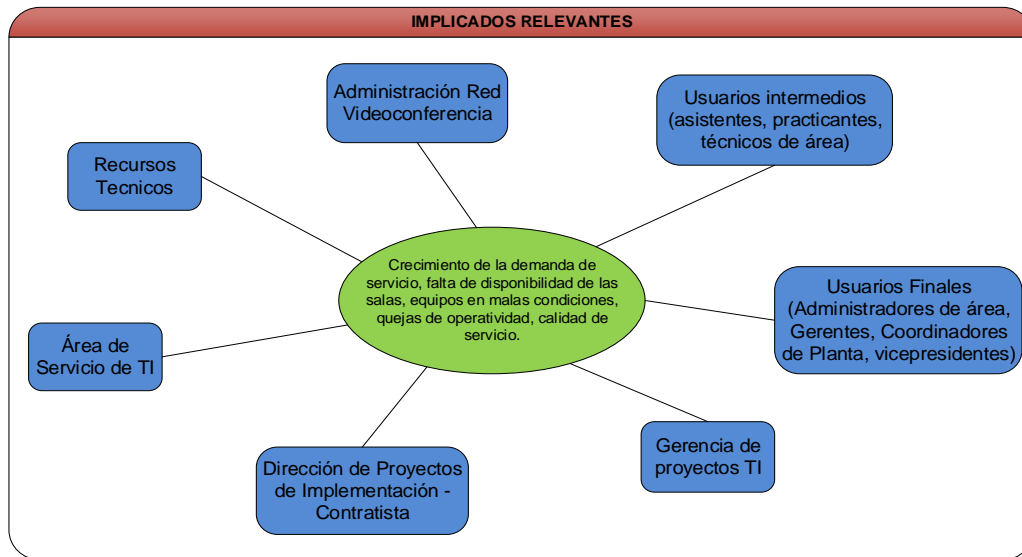 IMPLICADOS RELEVANTES
Administración Red
Videoconferencia
Usuarios intermedios
(asistentes, practicantes,
técnicos de área)
Recursos
Tecnicos
Crecimiento de la demanda de
servicio, falta de disponibilidad de las
salas, equipos en malas condiciones,
quejas de operatividad, calidad de
servicio.
Usuarios Finales
(Administradores de área,
Gerentes, Coordinadores
de Planta, vicepresidentes)
Área de
Servicio de TI
Gerencia de
proyectos TI
Dirección de Proyectos
de Implementación -
Contratista